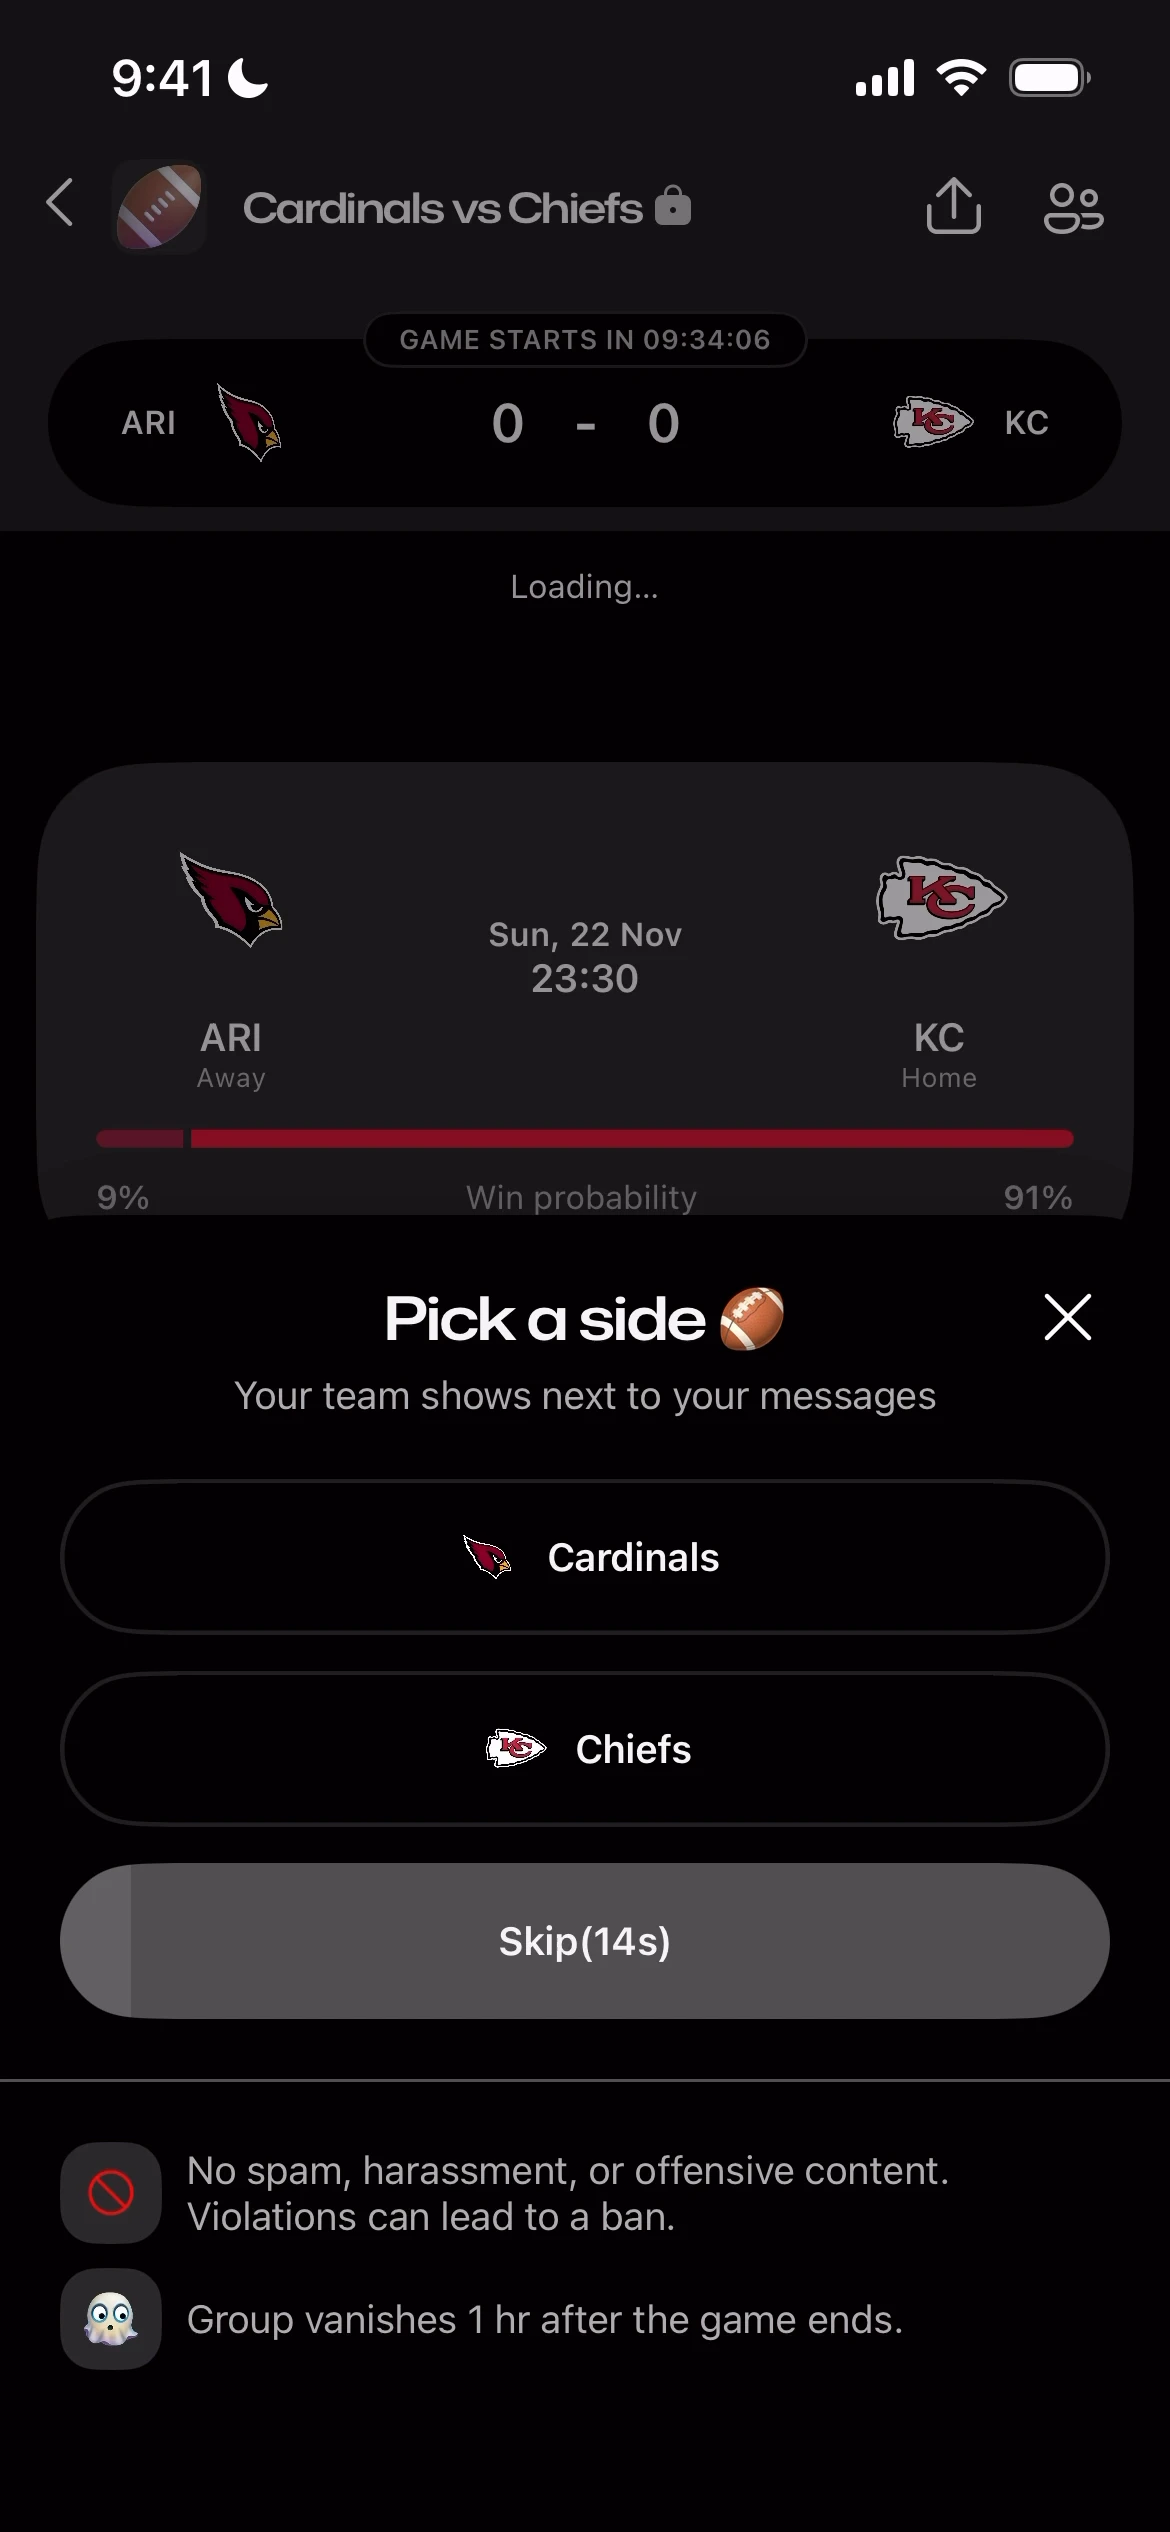 9:41
Cardinals vs Chiefs
GAME STARTS IN 09:34:06
ARI 0 - 0 KC
Loading...
Sun, 22 Nov
23:30
ARI KC
Away Home
9% Win probability 91%
Pick a side
Your team shows next to your messages
Cardinals
Chiefs
Skip(14s)
No spam, harassment, or offensive content.
Violations can lead to a ban.
Group vanishes 1 hr after the game ends.